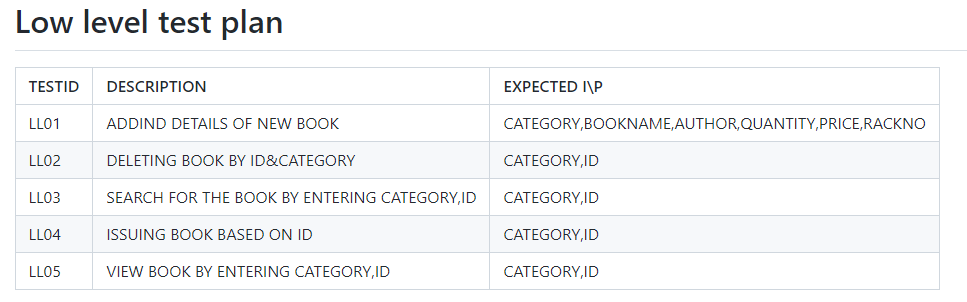 Low level test plan
TESTID DESCRIPTION EXPECTED I\P
LL01 ADDIND DETAILS OF NEW BOOK CATEGORY,BOOKNAME,AUTHOR,QUANTITY,PRICE,RACKNO
LL02 DELETING BOOK BY ID&CATEGORY CATEGORY,ID
LL03 SEARCH FOR THE BOOK BY ENTERING CATEGORY,ID CATEGORY,ID
LL04 ISSUING BOOK BASED ON ID CATEGORY,ID
LL05 VIEW BOOK BY ENTERING CATEGORY,ID CATEGORY,ID